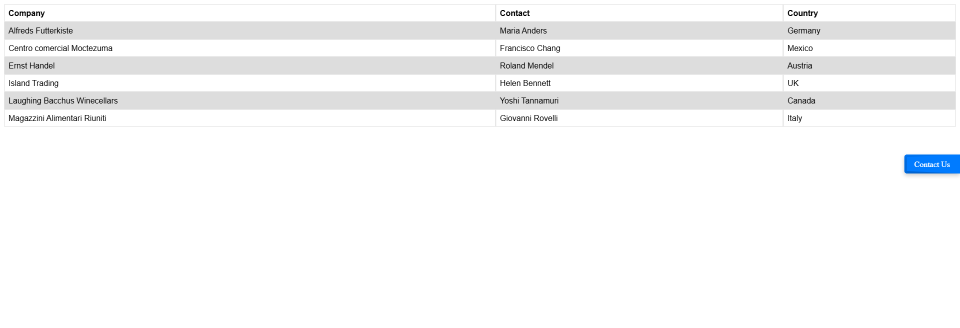 Company Contact Country
Alfreds Futterkiste Maria Anders Germany
Centro comercial Moctezuma Francisco Chang Mexico
Ernst Handel Roland Mendel Austria
Island Trading Helen Bennett UK
Laughing Bacchus Winecellars Yoshi Tannamuri Canada
Magazzini Alimentari Riuniti Giovanni Rovelli Italy
Contact Us